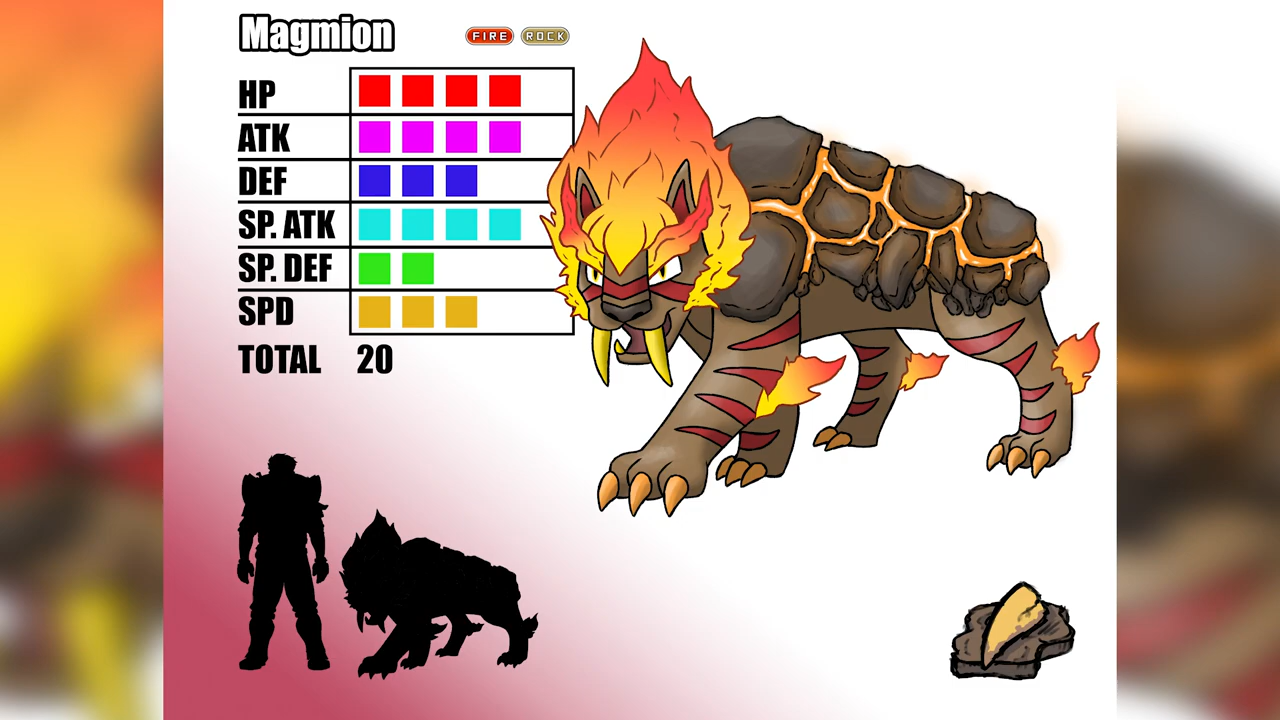 Magmion
FIRE ROCK
HP
ATK
DEF
SP. ATK
SP. DEF
SPD
TOTAL 20